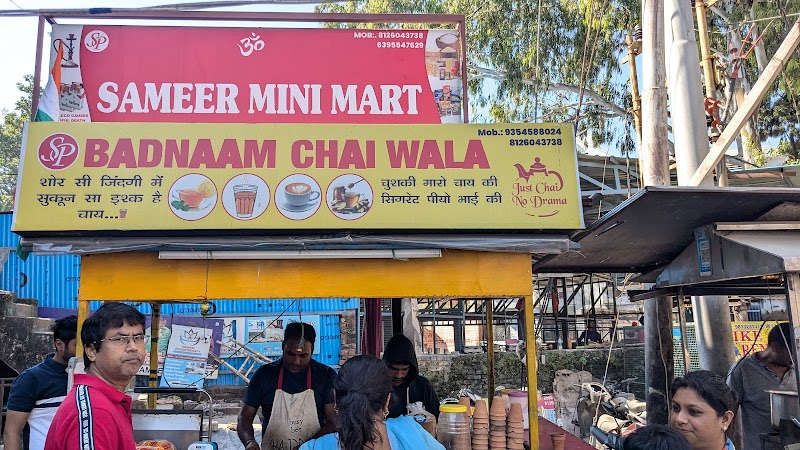 SP
ॐ
MOB:. 8126043738
6395547629
SAMEER MINI MART
Mob.: 9354588024
8126043738
SP BADNAAM CHAI WALA
शोर सी जिंदगी में
सुकून सा इश्क है
चाय...
चुशकी मारो चाय की
सिगरेट पियो भाई की
Just Chai
No Drama